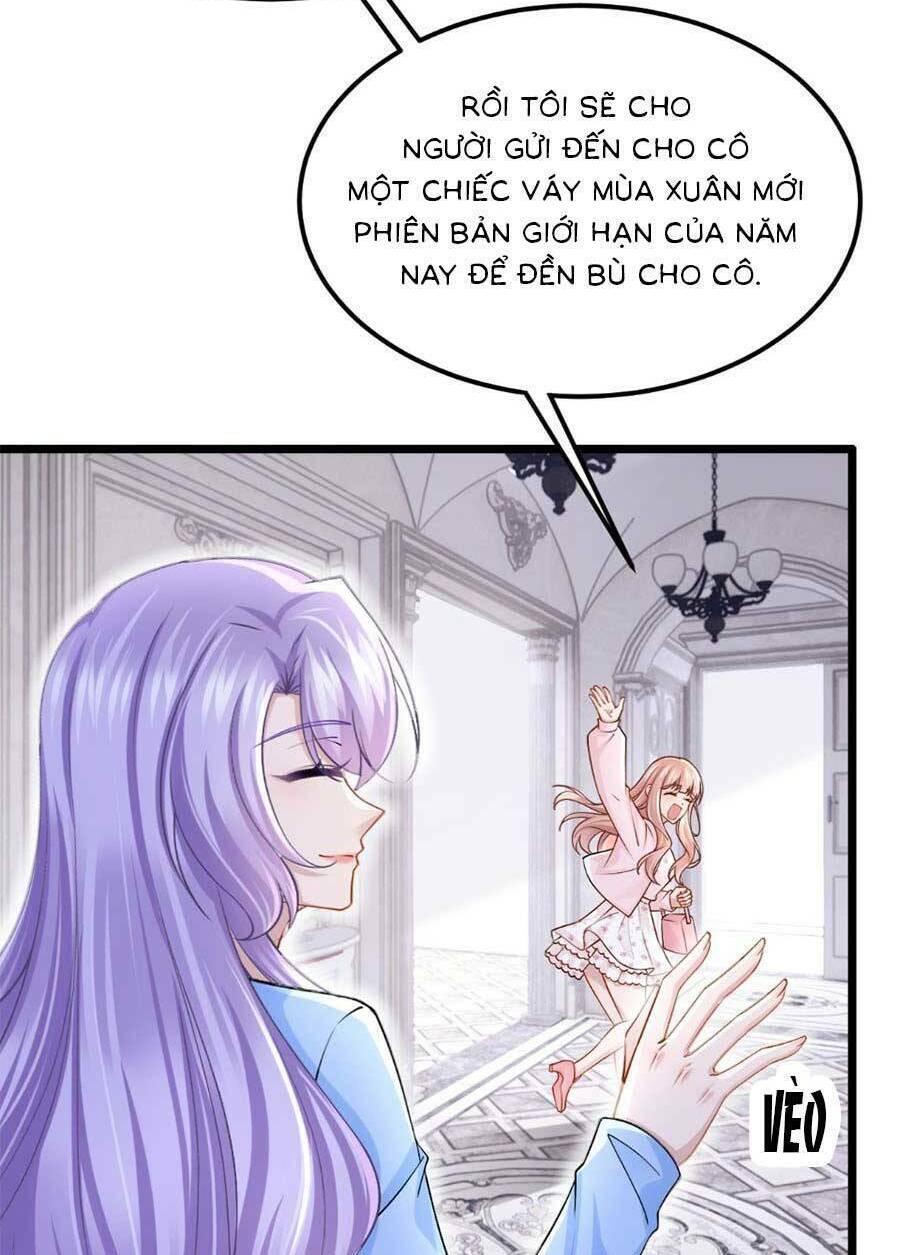 RỒI TÔI SẼ CHO
NGƯỜI GỬI ĐẾN CHO CÔ
MỘT CHIẾC VÁY MÙA XUÂN MỚI
PHIÊN BẢN GIỚI HẠN CỦA NĂM
NAY ĐỂ ĐỀN BÙ CHO CÔ.
VÈO